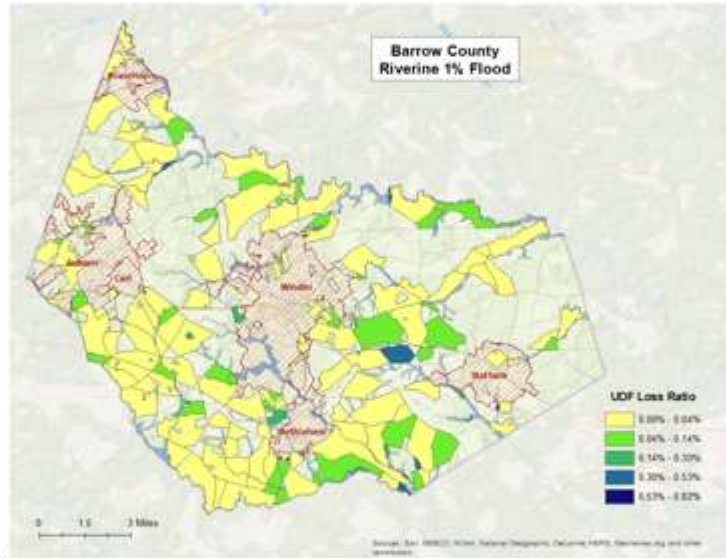 Barrow County
Riverine 1% Flood
Auburn
Carl
Winder
Statham
UDF Loss Ratio
0.00% - 0.04%
0.04% - 0.14%
0.14% - 0.30%
0.30% - 0.53%
0.53% - 0.82%
0 1.5 3 Miles